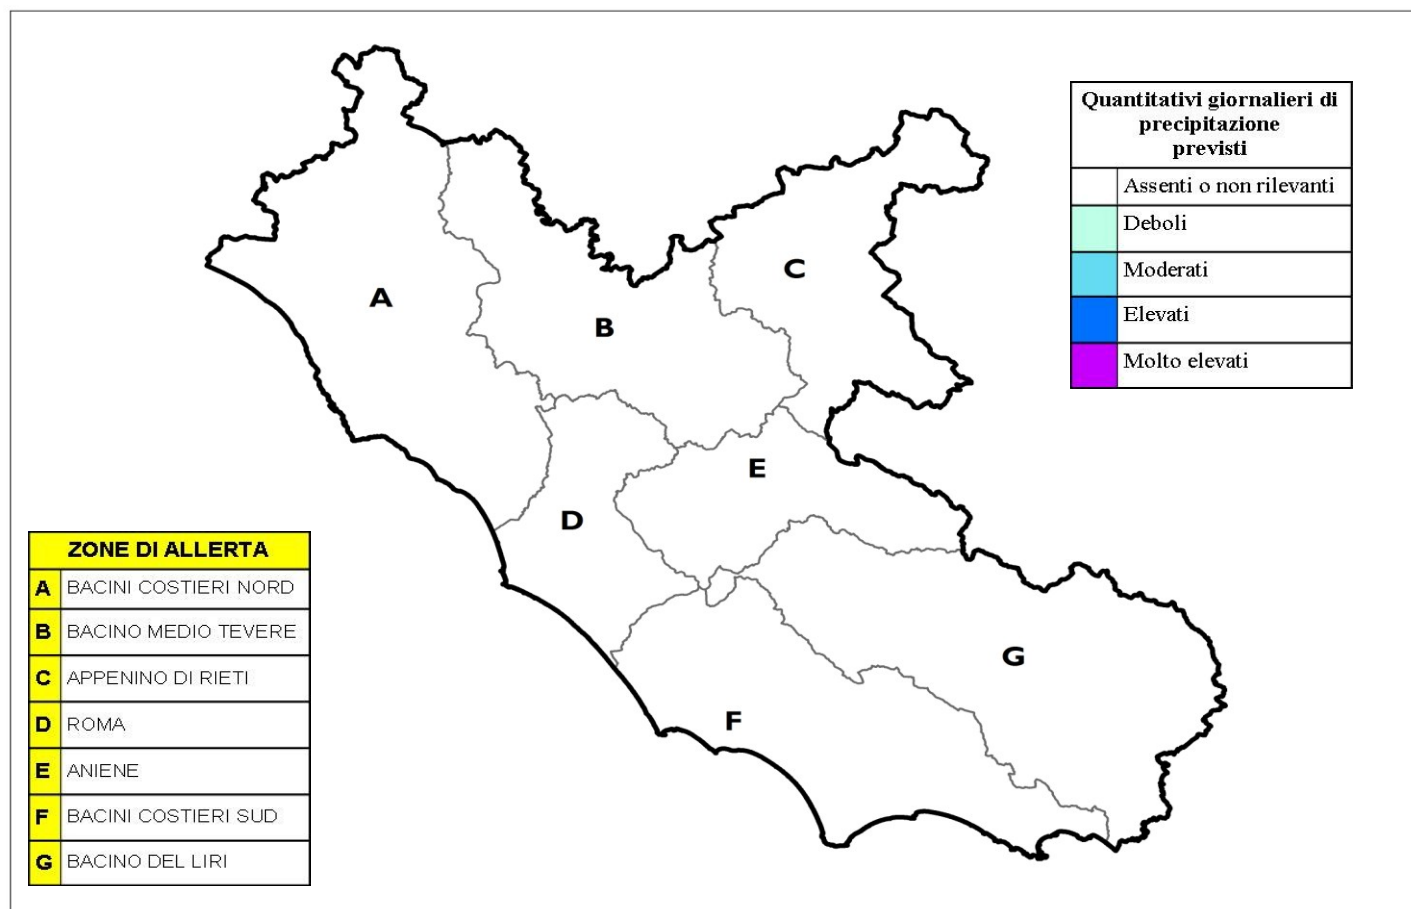 Quantitativi giornalieri di
precipitazione
previsti
Assenti o non rilevanti
Deboli
Moderati
Elevati
Molto elevati
A
B
C
D
E
F
G
ZONE DI ALLERTA
A BACINI COSTIERI NORD
B BACINO MEDIO TEVERE
C APPENINO DI RIETI
D ROMA
E ANIENE
F BACINI COSTIERI SUD
G BACINO DEL LIRI